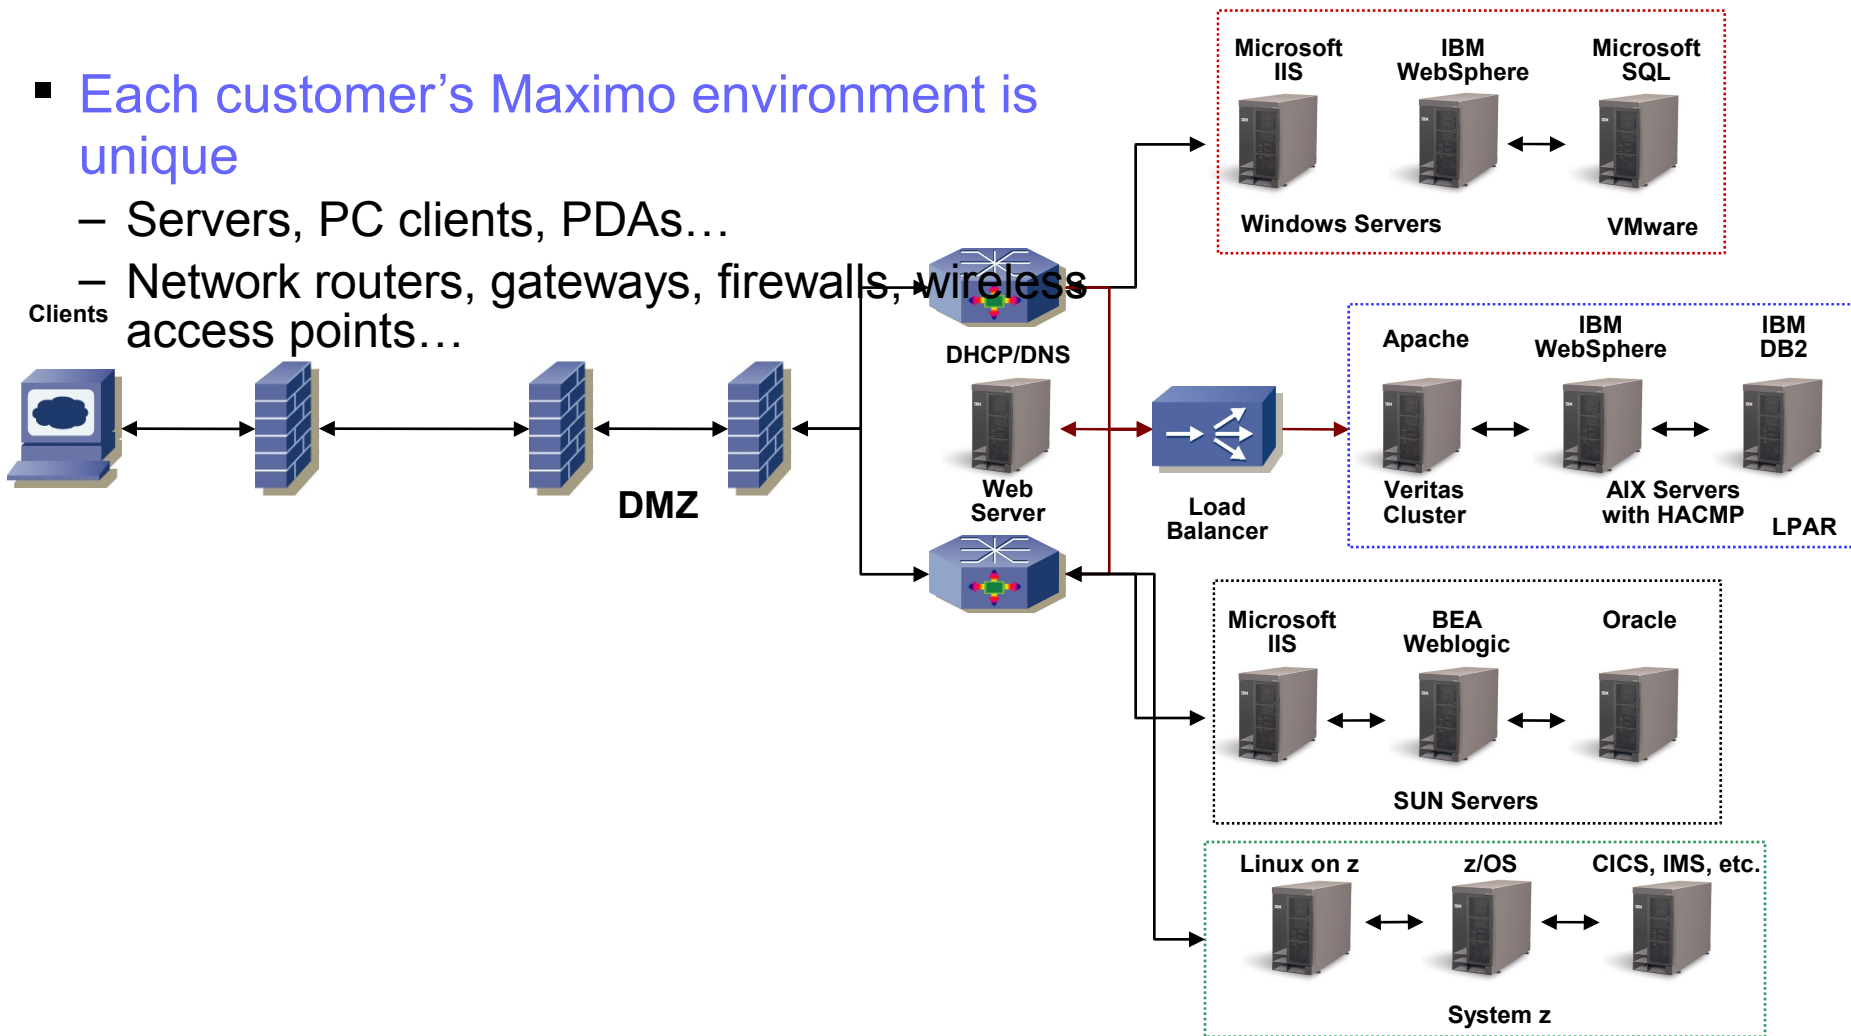 ▪ Each customer's Maximo environment is
unique
– Servers, PC clients, PDAs…
– Network routers, gateways, firewalls, wireless
access points…
Clients
DMZ
DHCP/DNS
Web
Server
Load
Balancer
Microsoft
IIS
IBM
WebSphere
Microsoft
SQL
Windows Servers
VMware
Apache
IBM
WebSphere
IBM
DB2
Veritas
Cluster
AIX Servers
with HACMP
LPAR
Microsoft
IIS
BEA
Weblogic
Oracle
SUN Servers
Linux on z
z/OS
CICS, IMS, etc.
System z